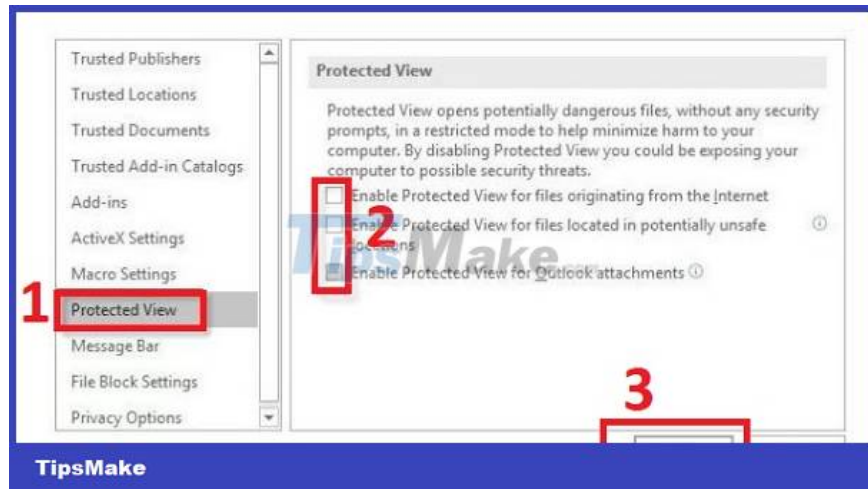 Trusted Publishers
Trusted Locations
Trusted Documents
Trusted Add-in Catalogs
Add-ins
ActiveX Settings
Macro Settings
1
Protected View
Message Bar
File Block Settings
Privacy Options
Protected View
Protected View opens potentially dangerous files, without any security
prompts, in a restricted mode to help minimize harm to your
computer. By disabling Protected View you could be exposing your
computer to possible security threats.
Enable Protected View for files originating from the Internet
2
Enable Protected View for files located in potentially unsafe
locations
Enable Protected View for Outlook attachments
TipsMake
3
TipsMake